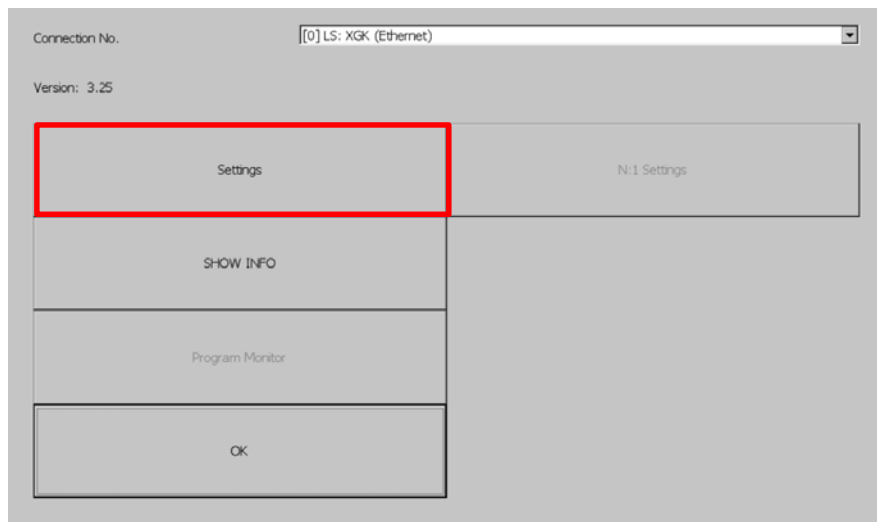 Connection No.
[0] LS: XGK (Ethernet)
Version: 3.25
Settings
N:1 Settings
SHOW INFO
Program Monitor
OK